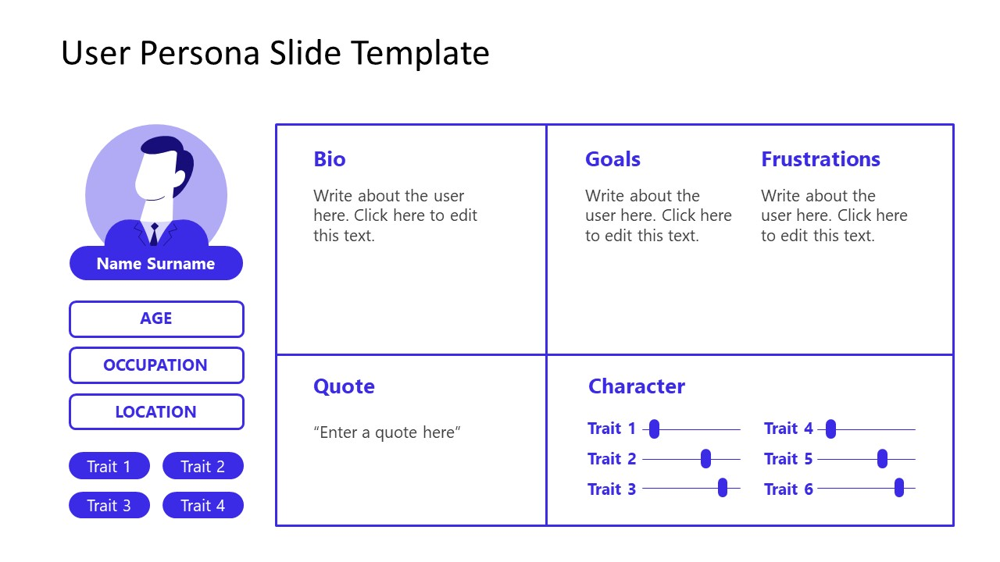 User Persona Slide Template
Name Surname
AGE
OCCUPATION
LOCATION
Trait 1
Trait 2
Trait 3
Trait 4
Bio
Write about the user
here. Click here to edit
this text.
Goals
Write about the
user here. Click here
to edit this text.
Frustrations
Write about the
user here. Click here
to edit this text.
Quote
“Enter a quote here”
Character
Trait 1
Trait 2
Trait 3
Trait 4
Trait 5
Trait 6